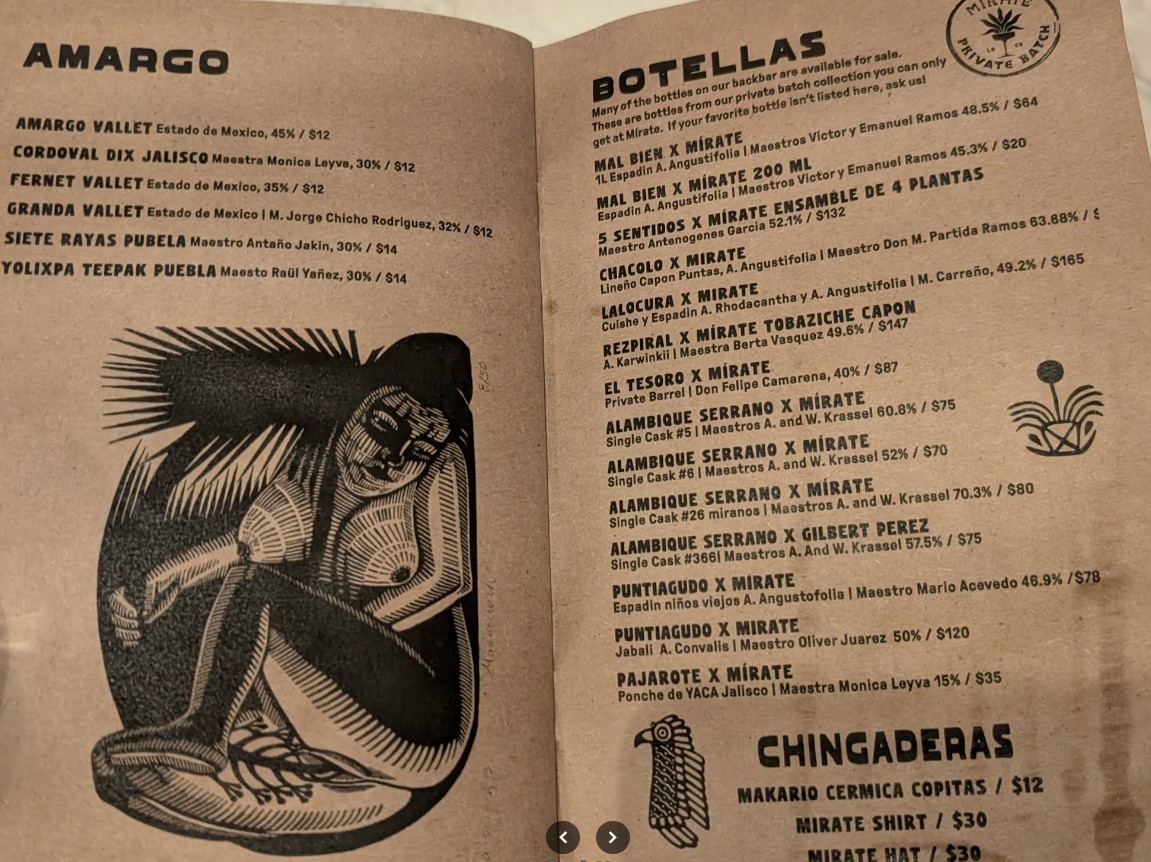 AMARGO
AMARGO VALLET Estado de Mexico, 45% / $12
CORDOVAL DIX JALISCO Maestra Monica Leyva, 30% / $12
FERNET VALLET Estado de Mexico, 35% / $12
GRANDA VALLET Estado de Mexico | M. Jorge Chicho Rodriguez, 32% / $12
SIETE RAYAS PUBELA Maestro Antaño Jakin, 30% / $14
YOLIXPA TEEPAK PUEBLA Maesto Raül Yañez, 30% / $14
5/30
BOTELLAS
Many of the bottles on our backbar are available for sale.
These are bottles from our private batch collection you can only
get at Mírate. If your favorite bottle isn't listed here, ask us!
MIRATE
PRIVATE BATCH
MAL BIEN X MÍRATE
1L Espadin A. Angustifolia | Maestros Victor y Emanuel Ramos 48.5% / $64
MAL BIEN X MÍRATE 200 ML
Espadin A. Angustifolia | Maestros Victor y Emanuel Ramos 45.3% / $20
5 SENTIDOS X MÍRATE ENSAMBLE DE 4 PLANTAS
Maestro Antenogenes Garcia 52.1% / $132
CHACOLO X MIRATE
Lineño Capon Puntas, A. Angustifolia | Maestro Don M. Partida Ramos 63.68% / $
LALOCURA X MIRATE
Cuishe y Espadin A. Rhodacantha y A. Angustifolia | M. Carreño, 49.2% / $165
REZPIRAL X MÍRATE TOBAZICHE CAPON
A. Karwinkii | Maestra Berta Vasquez 49.6% / $147
EL TESORO X MÍRATE
Private Barrel | Don Felipe Camarena, 40% / $87
ALAMBIQUE SERRANO X MÍRATE
Single Cask #5 | Maestros A. and W. Krassel 60.8% / $75
ALAMBIQUE SERRANO X MÍRATE
Single Cask #6 | Maestros A. and W. Krassel 52% / $70
ALAMBIQUE SERRANO X MÍRATE
Single Cask #26 miranos | Maestros A. and W. Krassel 70.3% / $80
ALAMBIQUE SERRANO X GILBERT PEREZ
Single Cask #366| Maestros A. And W. Krassel 57.5% / $75
PUNTIAGUDO X MIRATE
Espadin niños viejos A. Angustofolia | Maestro Mario Acevedo 46.9% /$78
PUNTIAGUDO X MIRATE
Jabali A. Convalis | Maestro Oliver Juarez 50% / $120
PAJAROTE X MÍRATE
Ponche de YACA Jalisco | Maestra Monica Leyva 15% / $35
CHINGADERAS
MAKARIO CERMICA COPITAS / $12
MIRATE SHIRT / $30
MIRATE HAT / $30